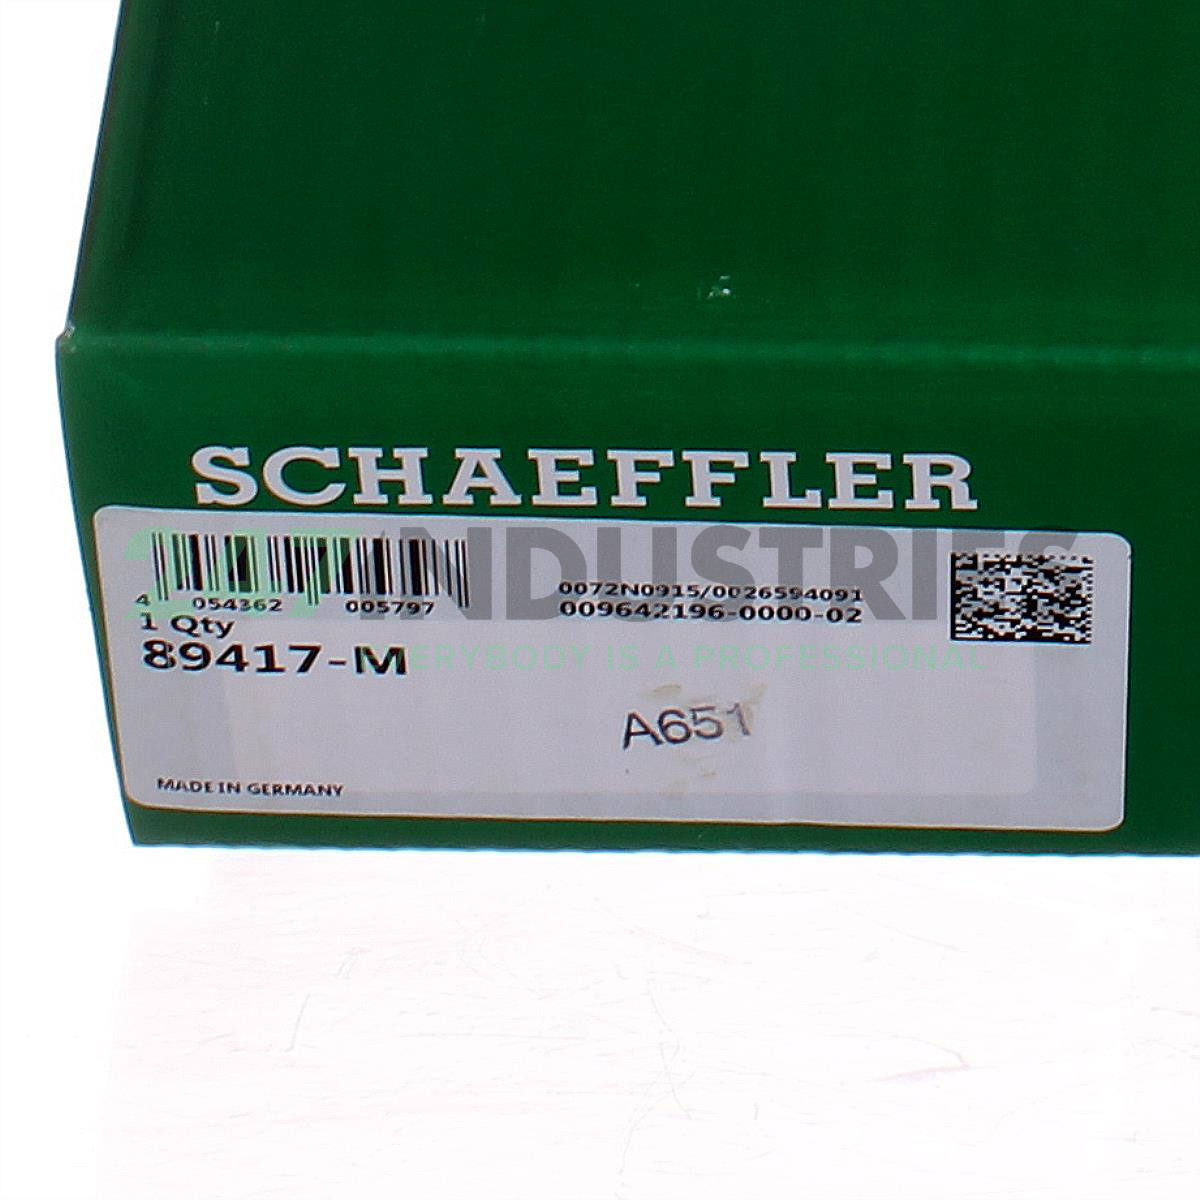 SCHAEFFLER
247INDUSTRIES
EVERYBODY IS A PROFESSIONAL
4 054362 005797
0072N0915/0026594091
009642196-0000-02
1 Qty
89417-M
A651
MADE IN GERMANY